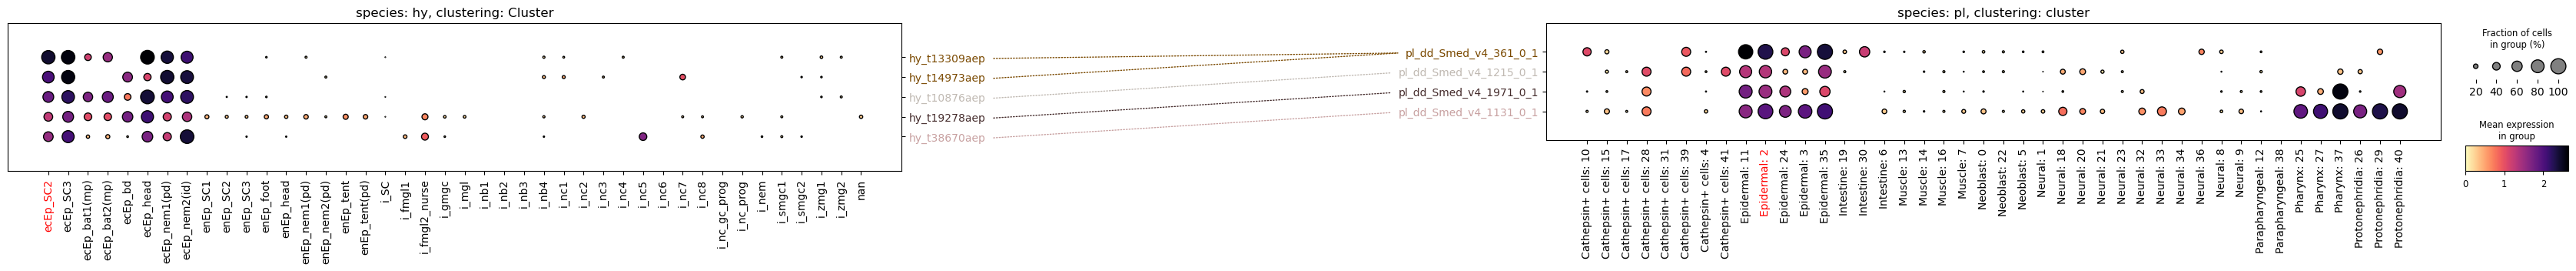 species: hy, clustering: Cluster
hy_t13309aep
hy_t14973aep
hy_t10876aep
hy_t19278aep
hy_t38670aep
ecEp_SC2
ecEp_SC3
ecEp_bat1(mp)
ecEp_bat2(mp)
ecEp_bd
ecEp_head
ecEp_nem1(pd)
ecEp_nem2(id)
enEp_SC1
enEp_SC2
enEp_SC3
enEp_foot
enEp_head
enEp_nem1(pd)
enEp_nem2(pd)
enEp_tent
enEp_tent(pd)
i_SC
i_fmgl1
i_fmgl2_nurse
i_gmgc
i_mgl
i_nb1
i_nb2
i_nb3
i_nb4
i_nc1
i_nc2
i_nc3
i_nc4
i_nc5
i_nc6
i_nc7
i_nc8
i_nc_gc_prog
i_nc_prog
i_nem
i_smgc1
i_smgc2
i_zmg1
i_zmg2
nan
species: pl, clustering: cluster
pl_dd_Smed_v4_361_0_1
pl_dd_Smed_v4_1215_0_1
pl_dd_Smed_v4_1971_0_1
pl_dd_Smed_v4_1131_0_1
Cathepsin+ cells: 10
Cathepsin+ cells: 15
Cathepsin+ cells: 17
Cathepsin+ cells: 28
Cathepsin+ cells: 31
Cathepsin+ cells: 39
Cathepsin+ cells: 4
Cathepsin+ cells: 41
Epidermal: 11
Epidermal: 2
Epidermal: 24
Epidermal: 3
Epidermal: 35
Intestine: 19
Intestine: 30
Intestine: 6
Muscle: 13
Muscle: 14
Muscle: 16
Muscle: 7
Neoblast: 0
Neoblast: 22
Neoblast: 5
Neural: 1
Neural: 18
Neural: 20
Neural: 21
Neural: 23
Neural: 32
Neural: 33
Neural: 34
Neural: 36
Neural: 8
Neural: 9
Parapharyngeal: 12
Parapharyngeal: 38
Pharynx: 25
Pharynx: 27
Pharynx: 37
Protonephridia: 26
Protonephridia: 29
Protonephridia: 40
Fraction of cells
in group (%)
20 40 60 80 100
Mean expression
in group
0 1 2